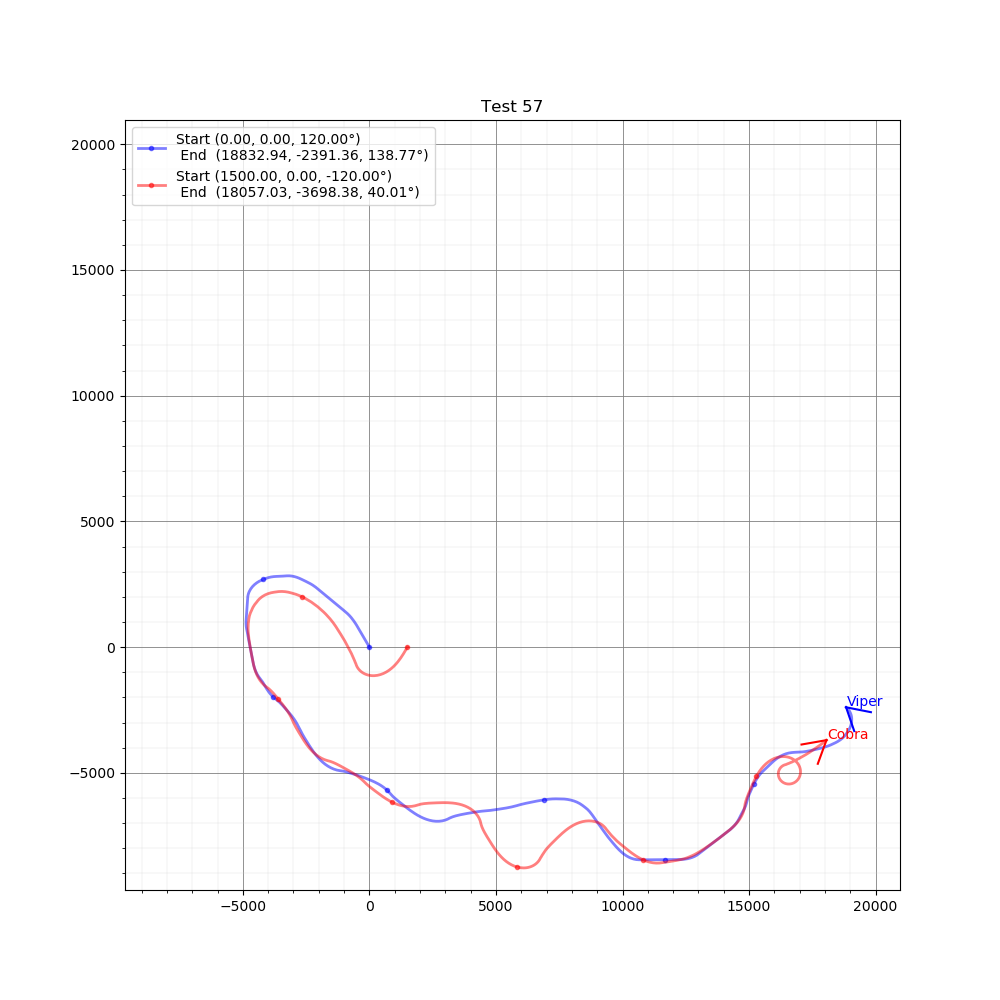 Test 57
Start (0.00, 0.00, 120.00°)
End (18832.94, -2391.36, 138.77°)
Start (1500.00, 0.00, -120.00°)
End (18057.03, -3698.38, 40.01°)
20000
15000
10000
5000
0
−5000
Viper
Cobra
−5000
0
5000
10000
15000
20000